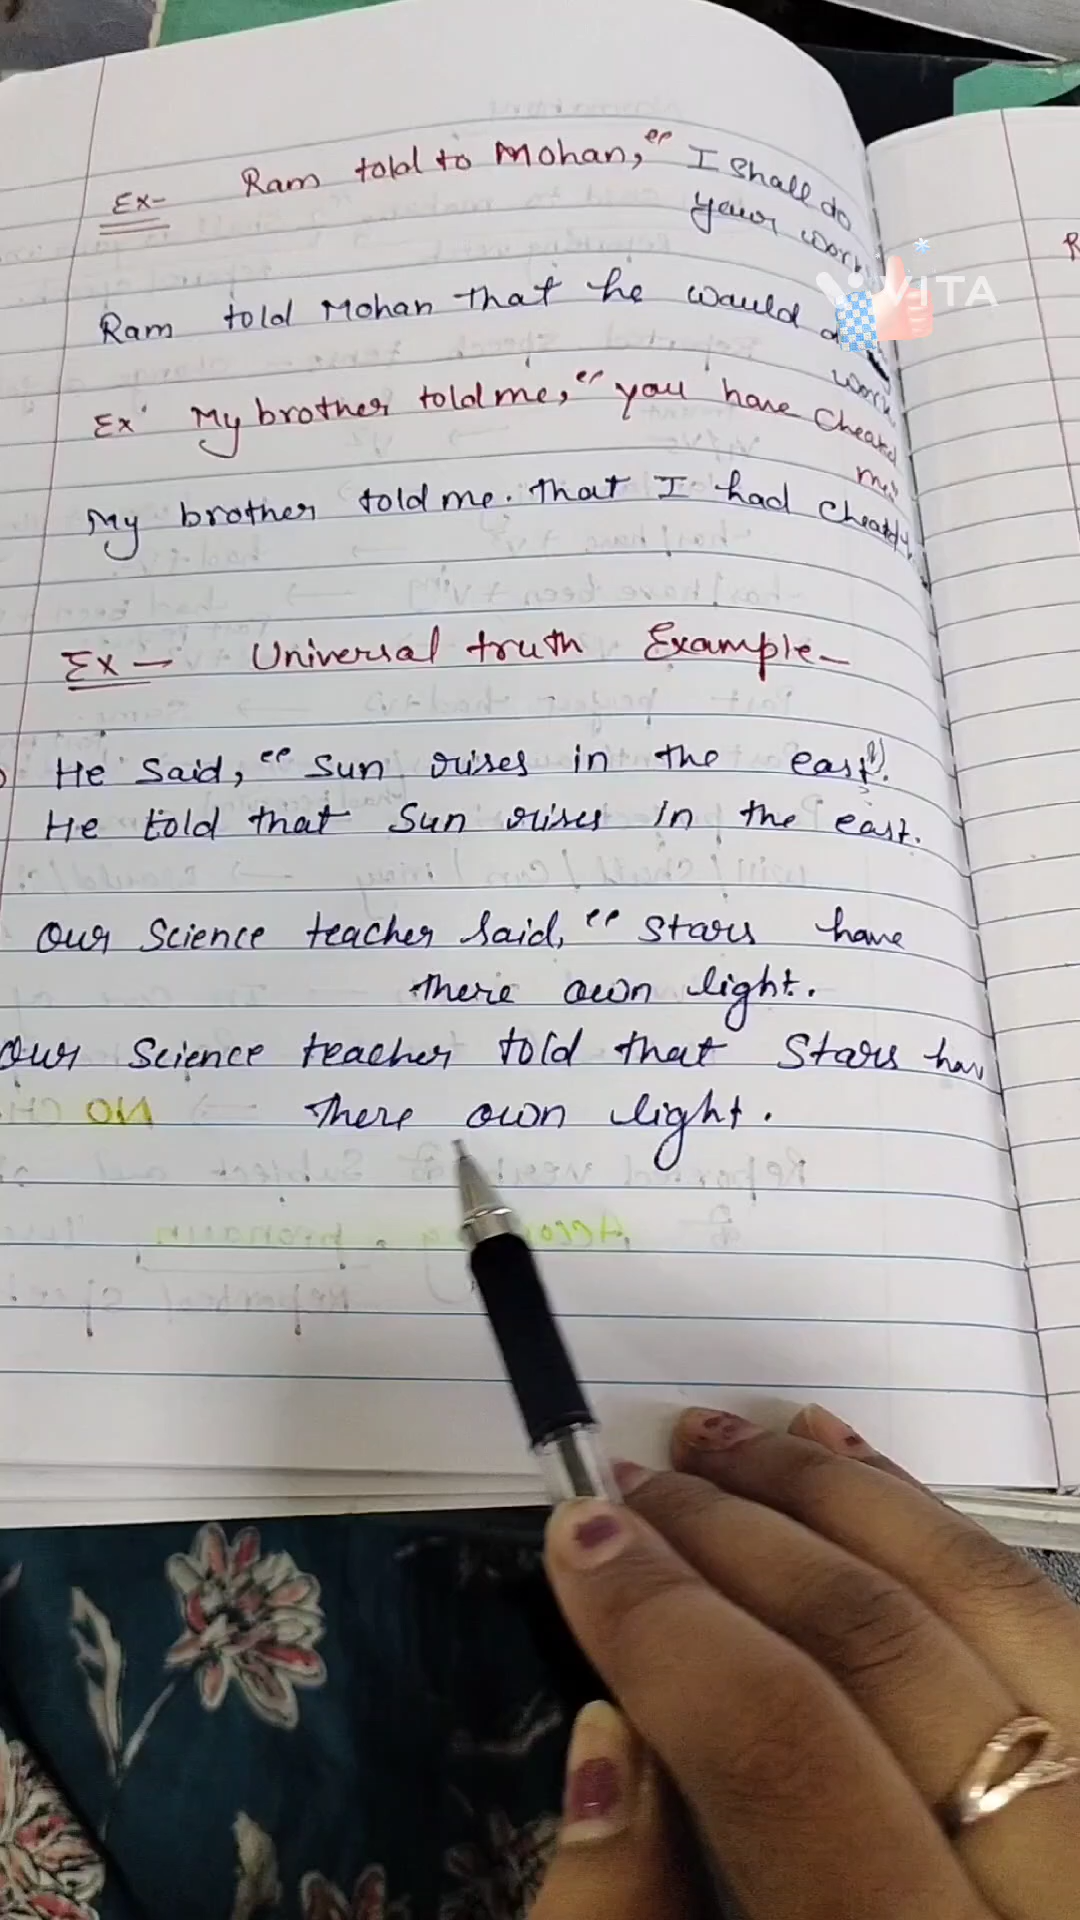 Ex- Ram told to Mohan, " I shall do
your work
VITA
Ram told Mohan that he would d
work
Ex. My brother told me, " you have cheated
me"
My brother told me. that I had
Ex — Universal truth Example—
He said, " Sun rises in the east".
He told that Sun rises in the east.
Our Science teacher said, " Stars have
there own light.
Our Science teacher told that Stars hav
there own light.